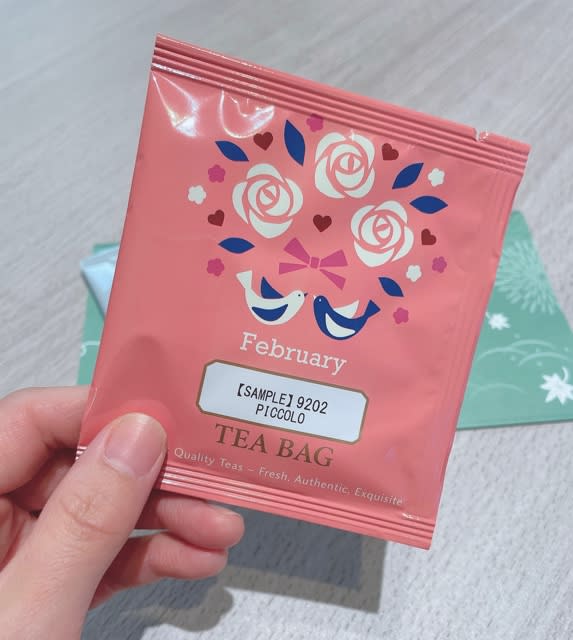 February
【SAMPLE】9202
PICCOLO
TEA BAG
Quality Teas – Fresh. Authentic. Exquisite